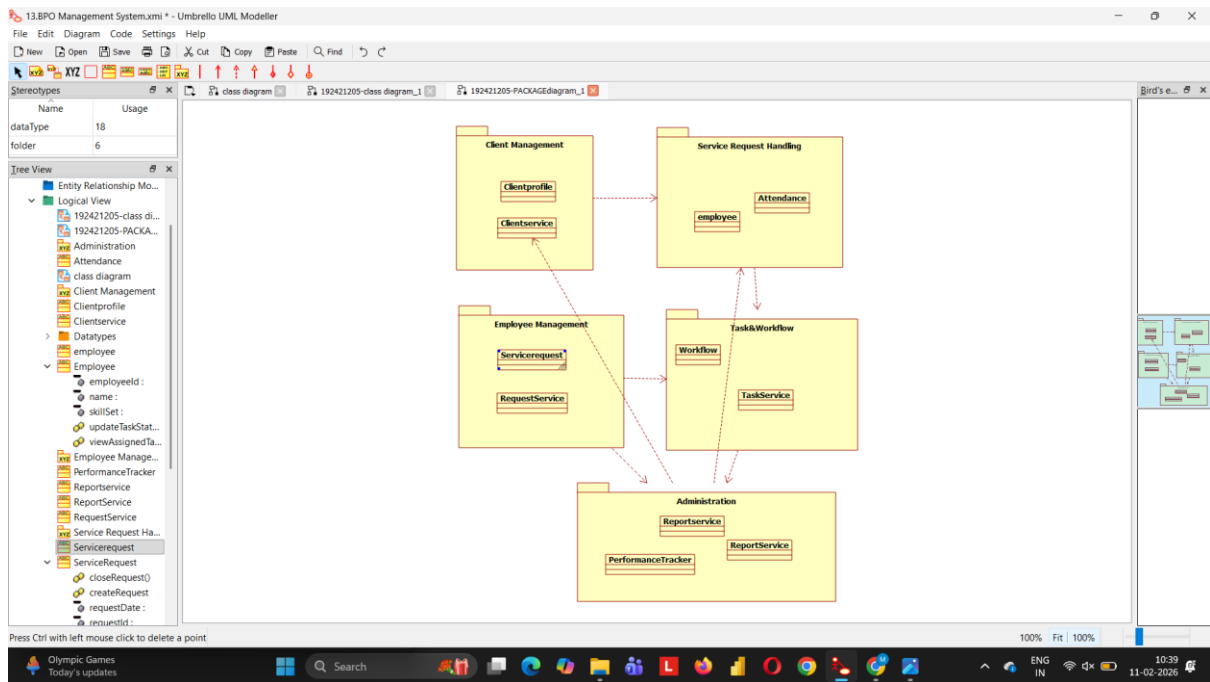 13.BPO Management System.xmi * - Umbrello UML Modeller
File Edit Diagram Code Settings Help
New Open Save Cut Copy Paste Find
XYZ XYZ
Stereotypes
Name Usage
dataType 18
folder 6
Tree View
Entity Relationship Mo...
Logical View
192421205-class di...
192421205-PACKA...
Administration
Attendance
class diagram
Client Management
Clientprofile
Clientservice
Datatypes
employee
Employee
employeeId :
name :
skillSet :
updateTaskStat...
viewAssignedTa...
Employee Manage...
PerformanceTracker
Reportservice
ReportService
RequestService
Service Request Ha...
Servicerequest
ServiceRequest
closeRequest()
createRequest
requestDate :
requestId :
class diagram 192421205-class diagram_1 192421205-PACKAGEdiagram_1
Client Management
Clientprofile
Clientservice
Service Request Handling
Attendance
employee
Employee Management
Servicerequest
RequestService
Task&Workflow
Workflow
TaskService
Administration
Reportservice
ReportService
PerformanceTracker
Bird's e...
Press Ctrl with left mouse click to delete a point
100% Fit 100%
Olympic Games
Today's updates
Search
L
ENG
IN
10:39
11-02-2026